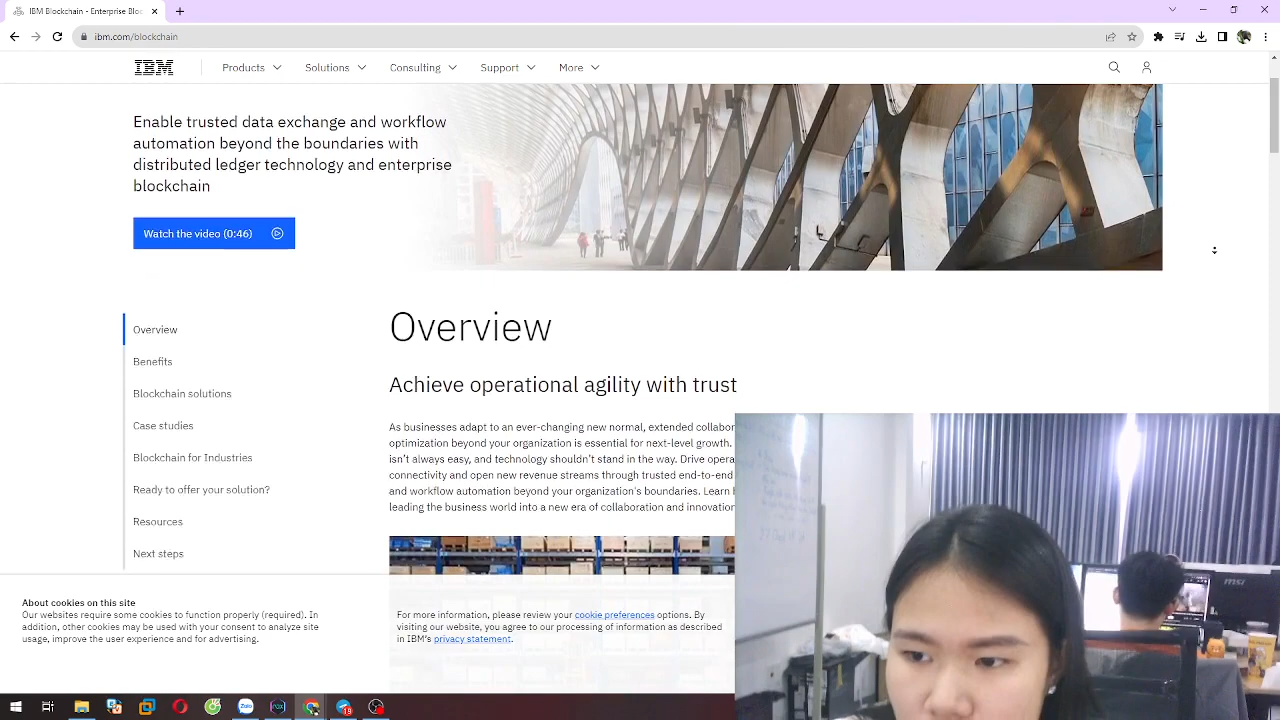 IBM Blockchain - Enterprise Bloc
ibm.com/blockchain
IBM
Products
Solutions
Consulting
Support
More
Enable trusted data exchange and workflow
automation beyond the boundaries with
distributed ledger technology and enterprise
blockchain
Watch the video (0:46)
Overview
Benefits
Blockchain solutions
Case studies
Blockchain for Industries
Ready to offer your solution?
Resources
Next steps
Overview
Achieve operational agility with trust
As businesses adapt to an ever-changing new normal, extended collabor
optimization beyond your organization is essential for next-level growth.
isn't always easy, and technology shouldn't stand in the way. Drive opera
connectivity and open new revenue streams through trusted end-to-end
and workflow automation beyond your organization's boundaries. Learn
leading the business world into a new era of collaboration and innovation
About cookies on this site
Our websites require some cookies to function properly (required). In
addition, other cookies may be used with your consent to analyze site
usage, improve the user experience and for advertising.
For more information, please review your cookie preferences options. By
visiting our website, you agree to our processing of information as described
in IBM's privacy statement.
Zalo
19
msi